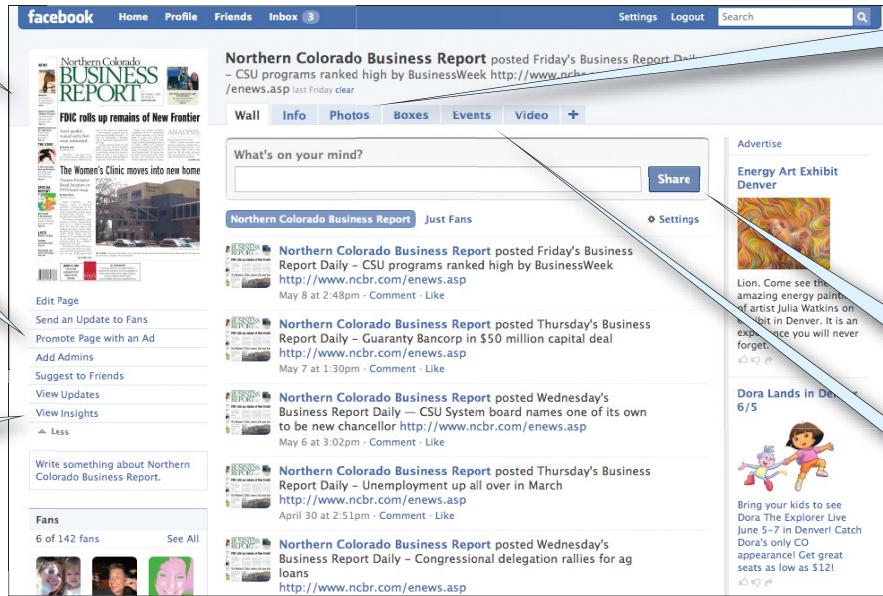 facebook Home Profile Friends Inbox 3 Settings Logout Search
Northern Colorado
BUSINESS
REPORT
FDIC rolls up remains of New Frontier
ANALYSIS
The Women's Clinic moves into new home
Edit Page
Send an Update to Fans
Promote Page with an Ad
Add Admins
Suggest to Friends
View Updates
View Insights
Less
Write something about Northern
Colorado Business Report.
Fans
6 of 142 fans See All
Northern Colorado Business Report posted Friday's Business Report Daily
– CSU programs ranked high by BusinessWeek http://www.ncbr.com
/enews.asp last Friday clear
Wall Info Photos Boxes Events Video +
What's on your mind?
Share
Northern Colorado Business Report Just Fans Settings
Northern Colorado Business Report posted Friday's Business
Report Daily – CSU programs ranked high by BusinessWeek
http://www.ncbr.com/enews.asp
May 8 at 2:48pm · Comment · Like
Northern Colorado Business Report posted Thursday's Business
Report Daily – Guaranty Bancorp in $50 million capital deal
http://www.ncbr.com/enews.asp
May 7 at 1:30pm · Comment · Like
Northern Colorado Business Report posted Wednesday's
Business Report Daily — CSU System board names one of its own
to be new chancellor http://www.ncbr.com/enews.asp
May 6 at 3:02pm · Comment · Like
Northern Colorado Business Report posted Thursday's Business
Report Daily – Unemployment up all over in March
http://www.ncbr.com/enews.asp
April 30 at 2:51pm · Comment · Like
Northern Colorado Business Report posted Wednesday's
Business Report Daily – Congressional delegation rallies for ag
loans
http://www.ncbr.com/enews.asp
Advertise
Energy Art Exhibit
Denver
Lion. Come see the
amazing energy paintings
of artist Julia Watkins on
exhibit in Denver. It is an
experience you will never
forget.
Dora Lands in Denver
6/5
Bring your kids to see
Dora The Explorer Live
June 5–7 in Denver! Catch
Dora's only CO
appearance! Get great
seats as low as $12!